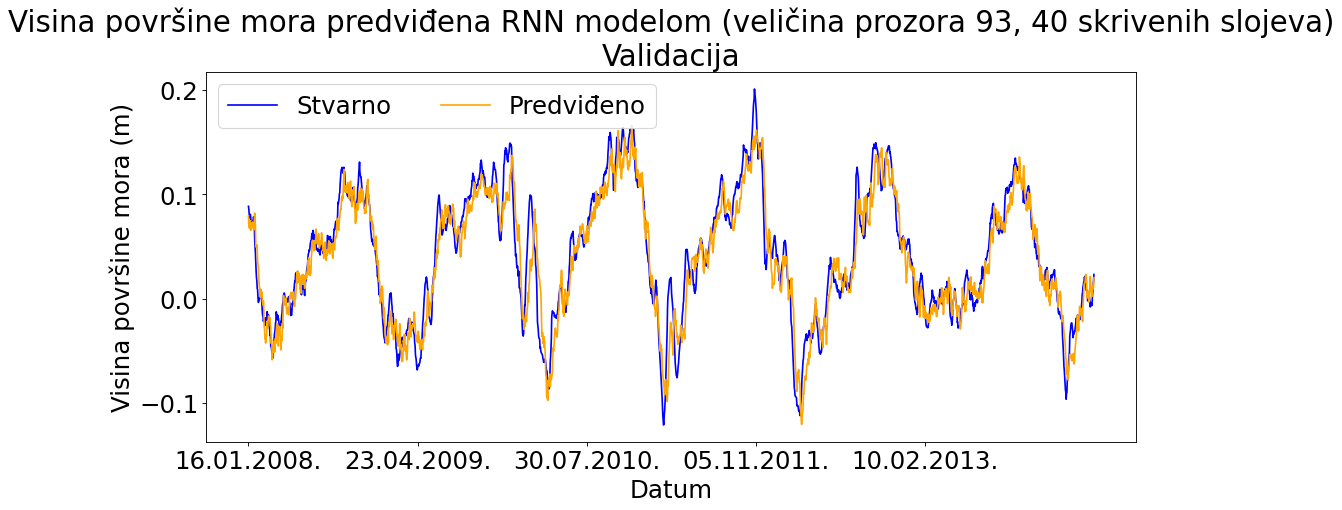 Visina površine mora predviđena RNN modelom (veličina prozora 93, 40 skrivenih slojeva)
Validacija
Stvarno Predviđeno
Visina površine mora (m)
0.2
0.1
0.0
−0.1
16.01.2008. 23.04.2009. 30.07.2010. 05.11.2011. 10.02.2013.
Datum